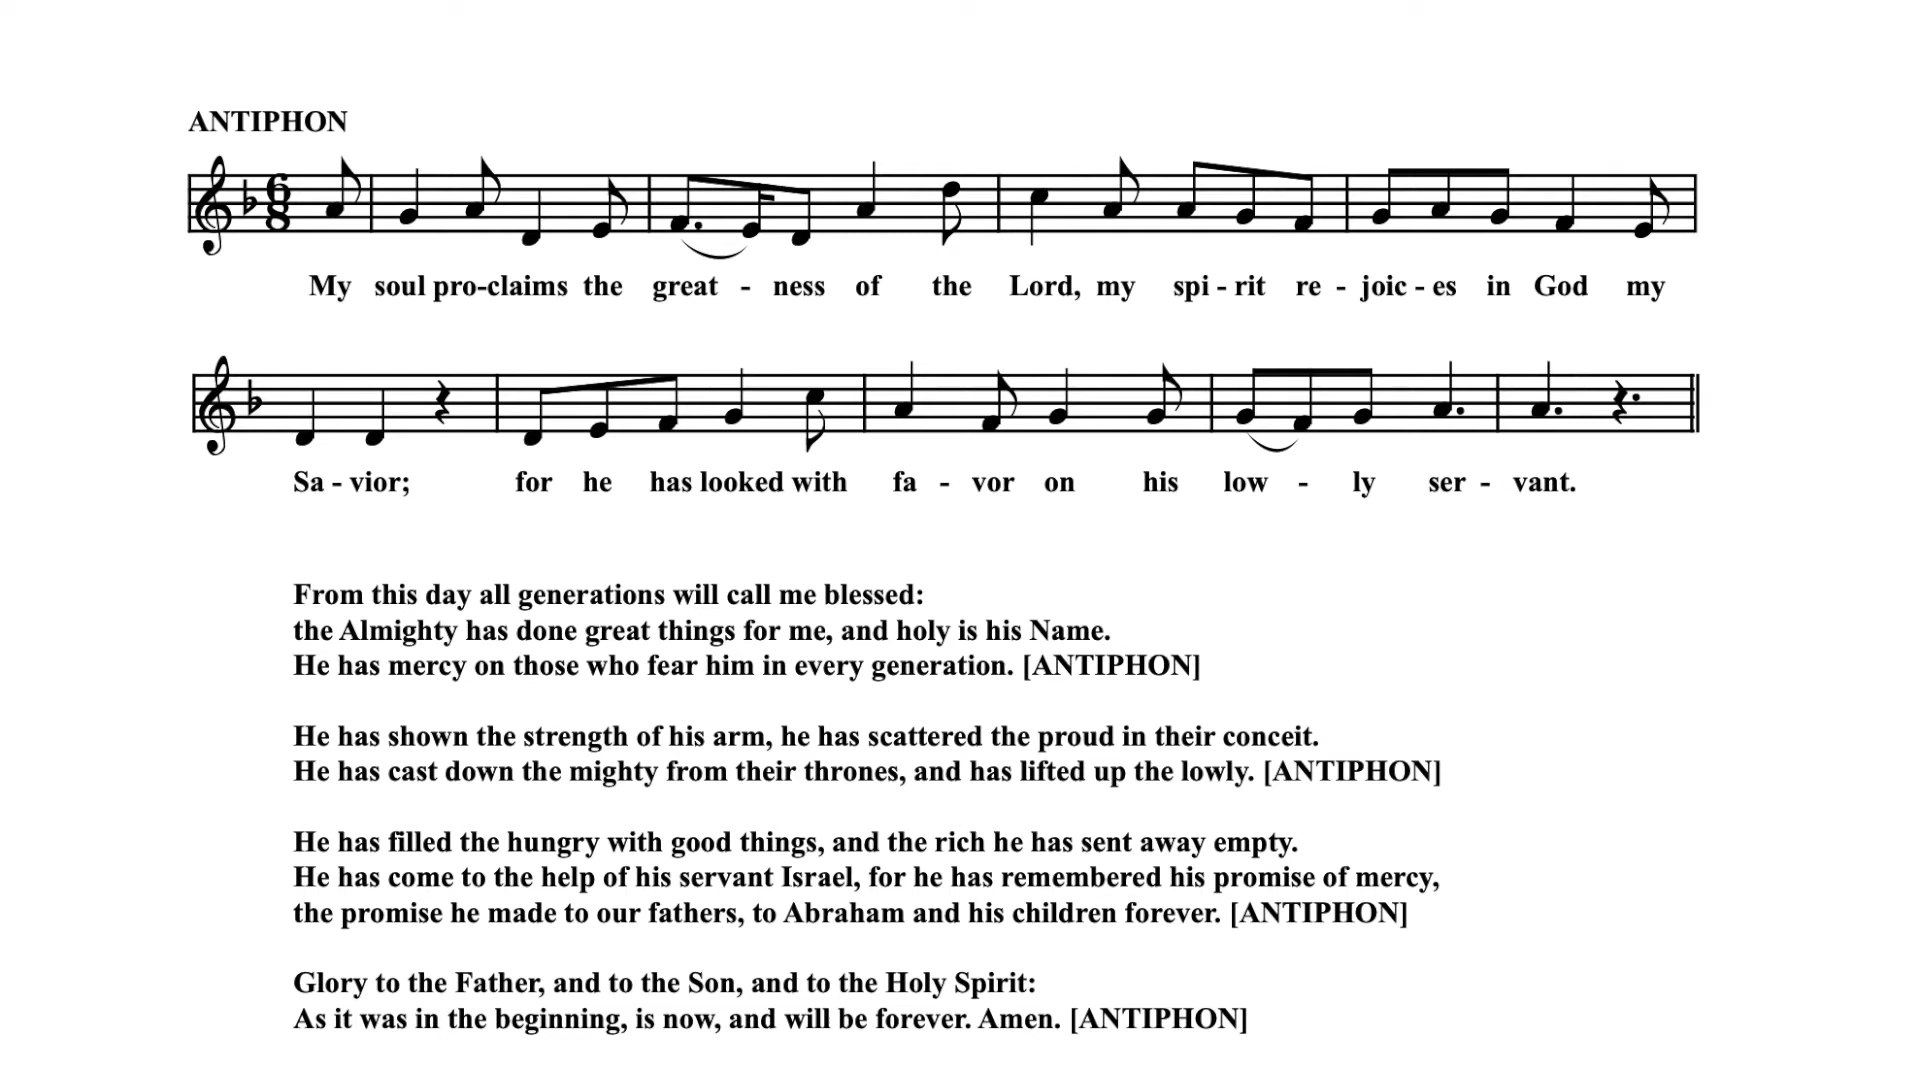 ANTIPHON
6
8
My soul pro-claims the great - ness of the Lord, my spi - rit re - joic - es in God my
Sa - vior; for he has looked with fa - vor on his low - ly ser - vant.
From this day all generations will call me blessed:
the Almighty has done great things for me, and holy is his Name.
He has mercy on those who fear him in every generation. [ANTIPHON]
He has shown the strength of his arm, he has scattered the proud in their conceit.
He has cast down the mighty from their thrones, and has lifted up the lowly. [ANTIPHON]
He has filled the hungry with good things, and the rich he has sent away empty.
He has come to the help of his servant Israel, for he has remembered his promise of mercy,
the promise he made to our fathers, to Abraham and his children forever. [ANTIPHON]
Glory to the Father, and to the Son, and to the Holy Spirit:
As it was in the beginning, is now, and will be forever. Amen. [ANTIPHON]